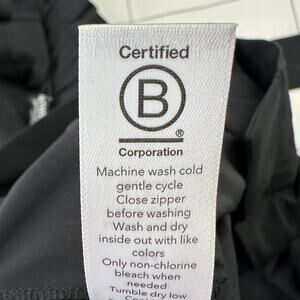 Certified
B
®
Corporation
Machine wash cold
gentle cycle
Close zipper
before washing
Wash and dry
inside out with like
colors
Only non-chlorine
bleach when
needed
Tumble dry low